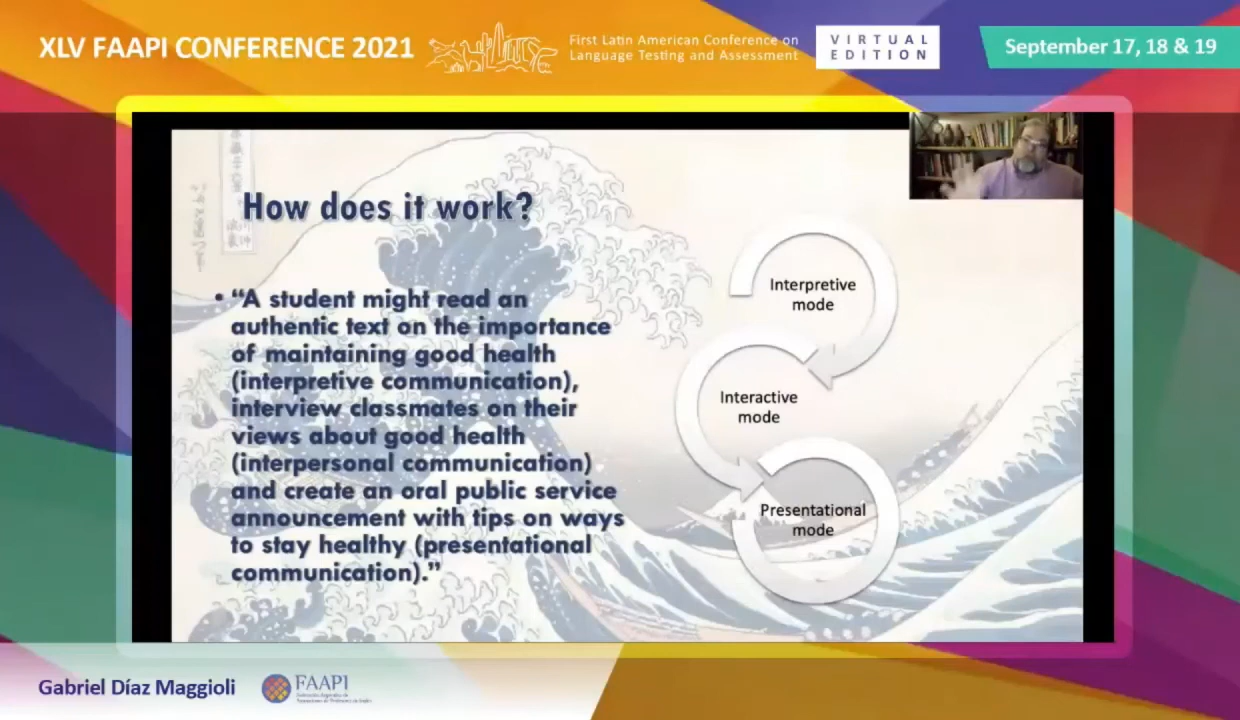 XLV FAAPI CONFERENCE 2021
First Latin American Conference on
Language Testing and Assessment
VIRTUAL
EDITION
September 17, 18 & 19
How does it work?
• “A student might read an
authentic text on the importance
of maintaining good health
(interpretive communication),
interview classmates on their
views about good health
(interpersonal communication)
and create an oral public service
announcement with tips on ways
to stay healthy (presentational
communication).”
Interpretive
mode
Interactive
mode
Presentational
mode
Gabriel Díaz Maggioli
FAAPI